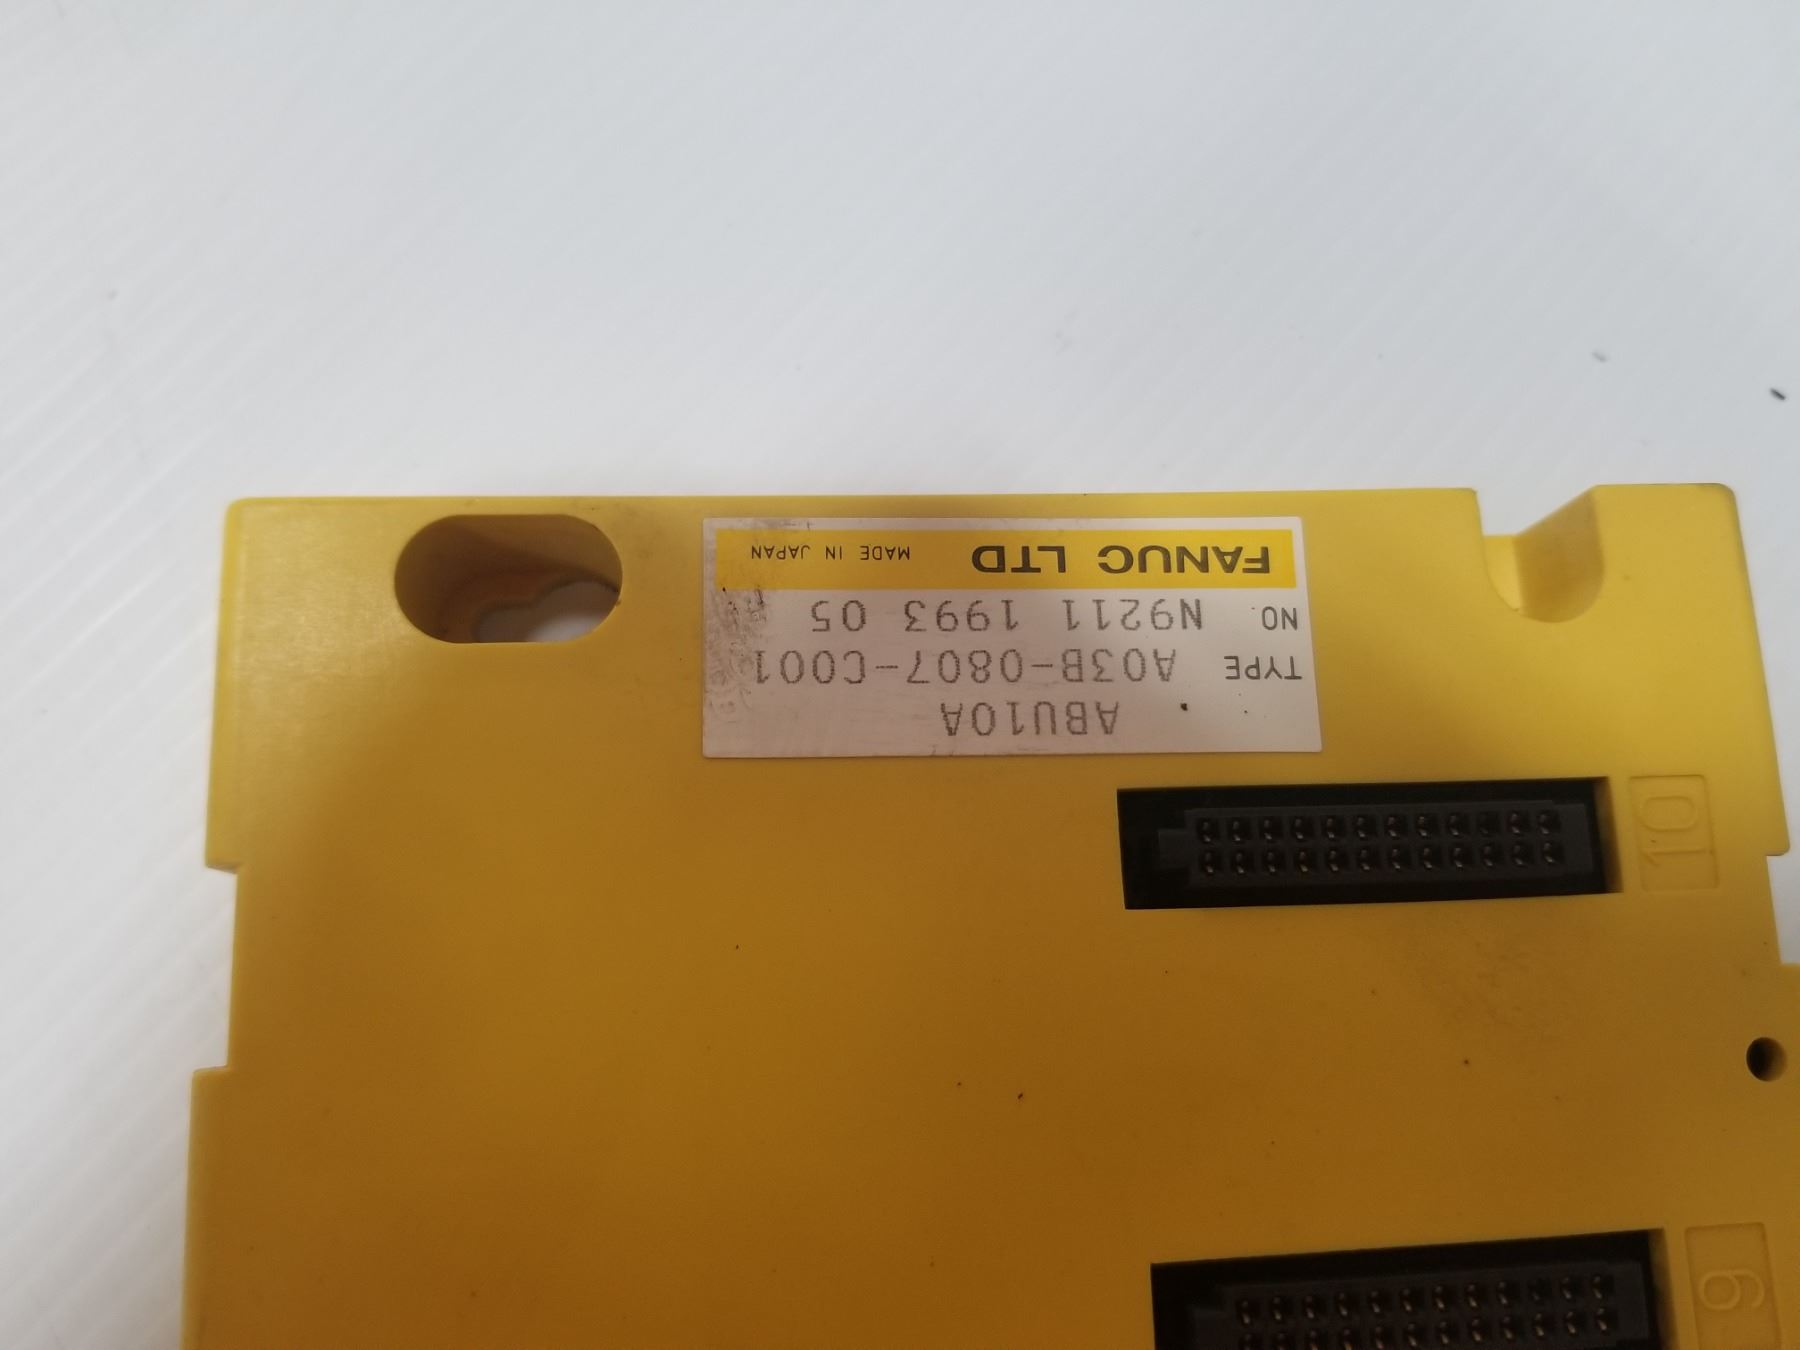 FANUC LTD MADE IN JAPAN
NO. N9211 1993 05
TYPE A03B-0807-C001
ABU10A
10
9